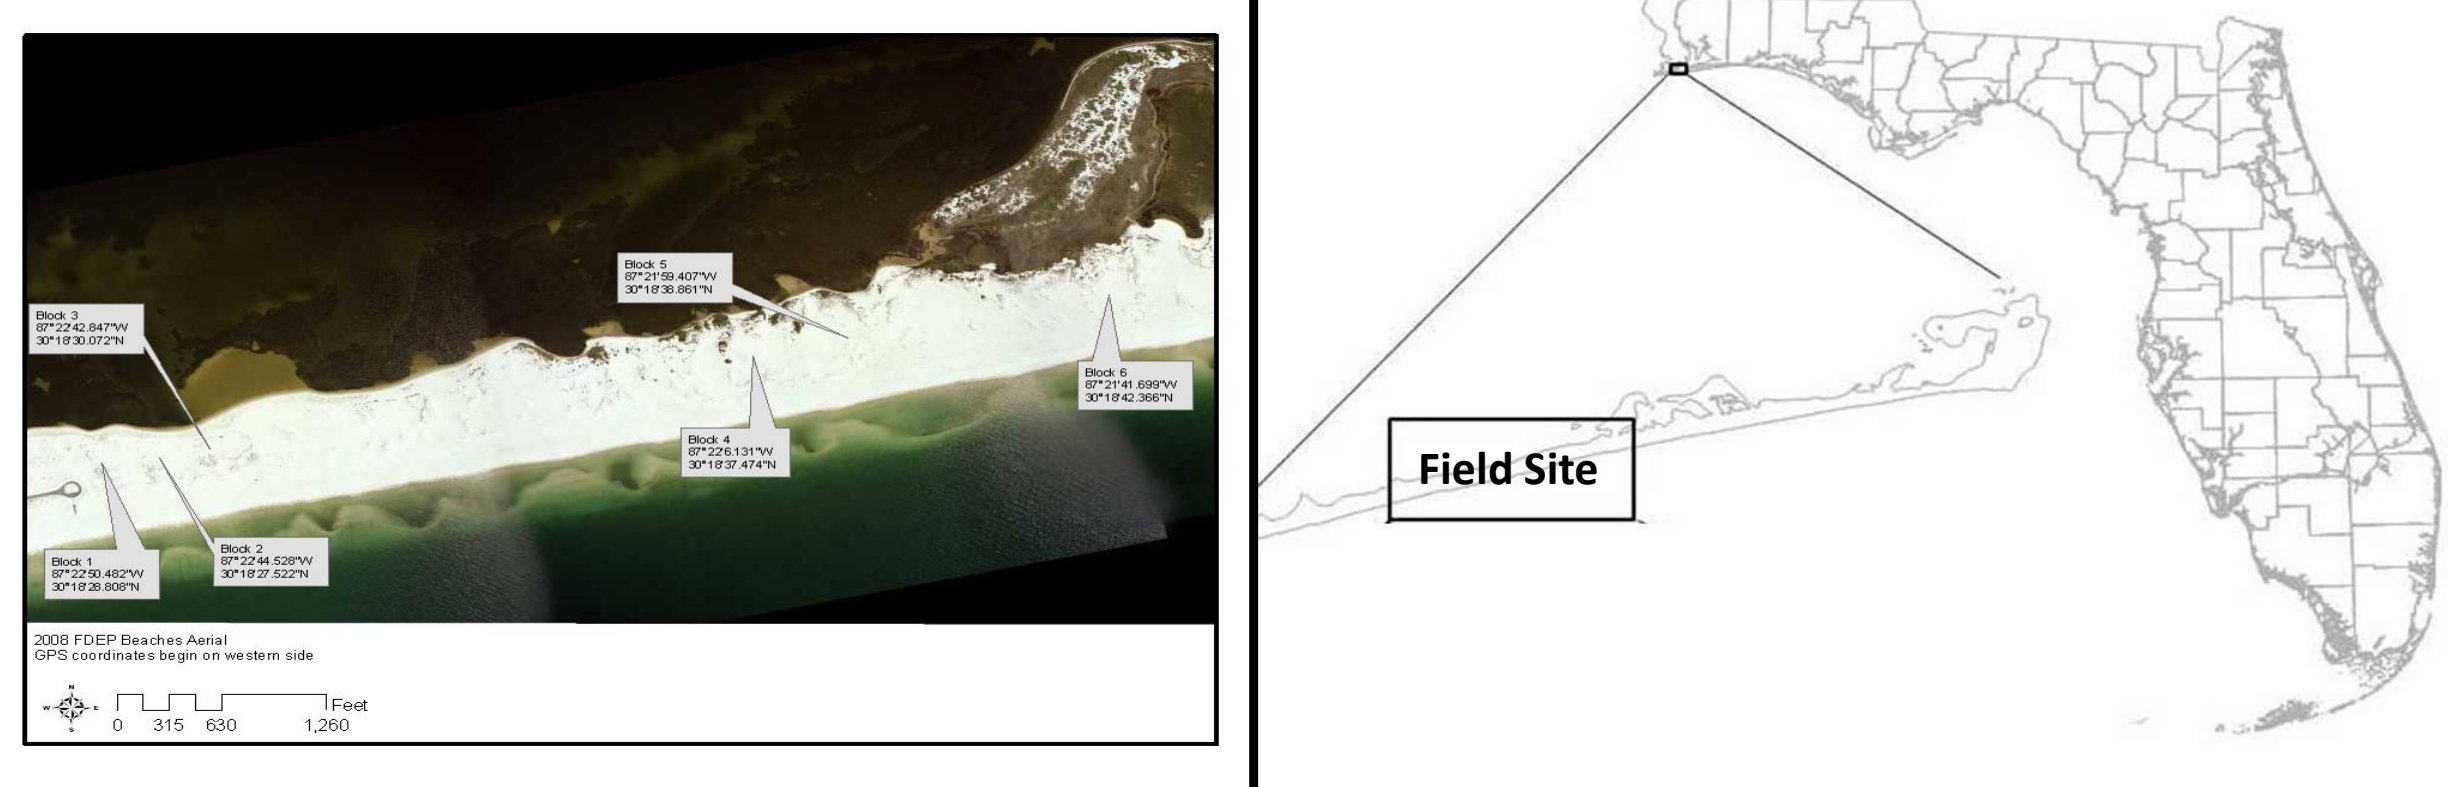 Block 3
87°22'42.847"W
30°18'30.072"N
Block 5
87°21'59.407"W
30°18'38.861"N
Block 6
87°21'41.699"W
30°18'42.366"N
Block 4
87°22'6.131"W
30°18'37.474"N
Block 1
87°22'50.482"W
30°18'28.808"N
Block 2
87°22'44.528"W
30°18'27.522"N
2008 FDEP Beaches Aerial
GPS coordinates begin on western side
N
W E
S
Feet
0 315 630 1,260
Field Site